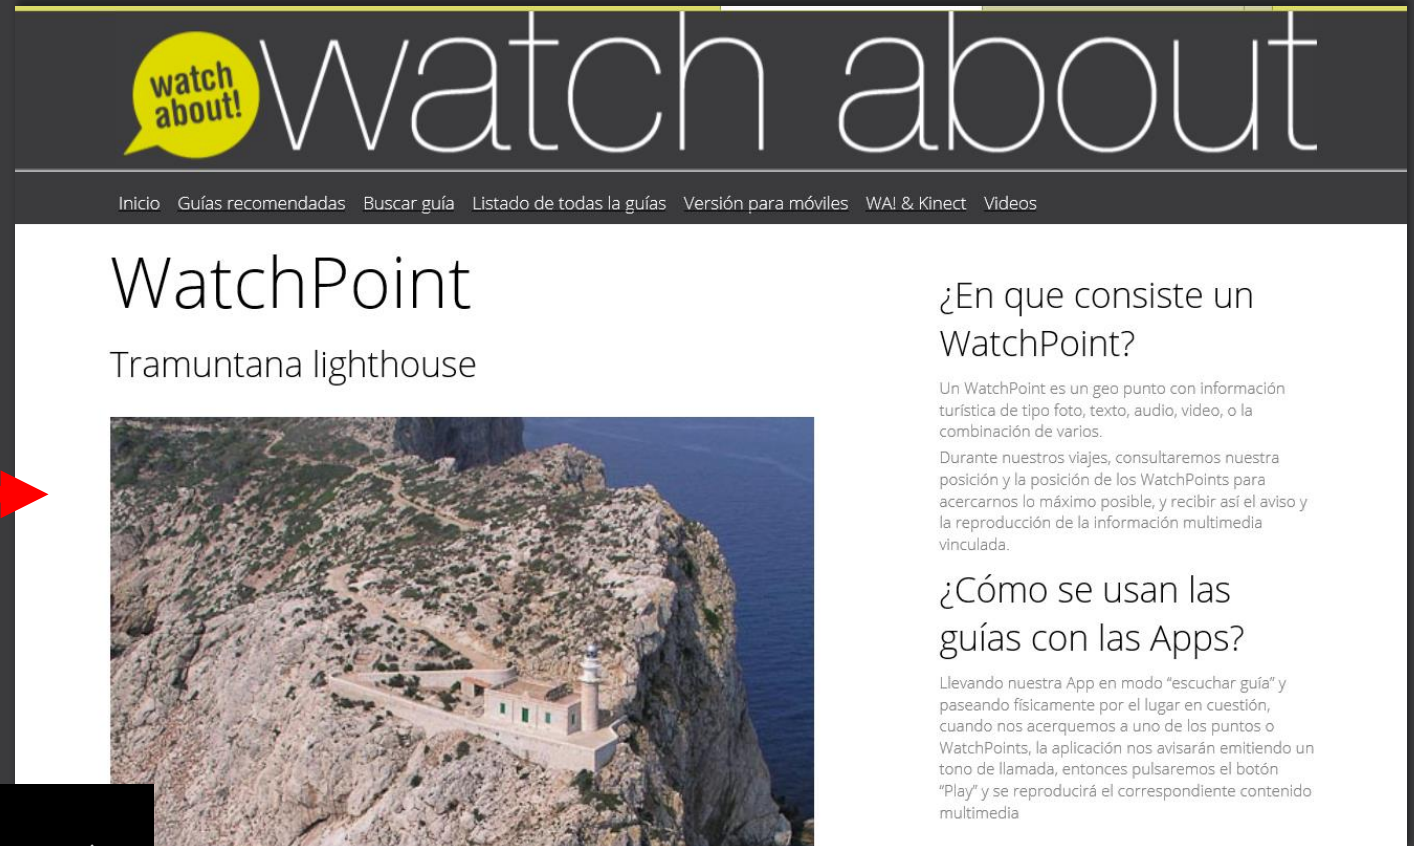 watch
about!
watch about
Inicio Guías recomendadas Buscar guía Listado de todas la guías Versión para móviles WA! & Kinect Videos
WatchPoint
Tramuntana lighthouse
¿En que consiste un
WatchPoint?
Un WatchPoint es un geo punto con información
turística de tipo foto, texto, audio, video, o la
combinación de varios.
Durante nuestros viajes, consultaremos nuestra
posición y la posición de los WatchPoints para
acercarnos lo máximo posible, y recibir así el aviso y
la reproducción de la información multimedia
vinculada.
¿Cómo se usan las
guías con las Apps?
Llevando nuestra App en modo “escuchar guía” y
paseando físicamente por el lugar en cuestión,
cuando nos acerquemos a uno de los puntos o
WatchPoints, la aplicación nos avisarán emitiendo un
tono de llamada, entonces pulsaremos el botón
“Play” y se reproducirá el correspondiente contenido
multimedia